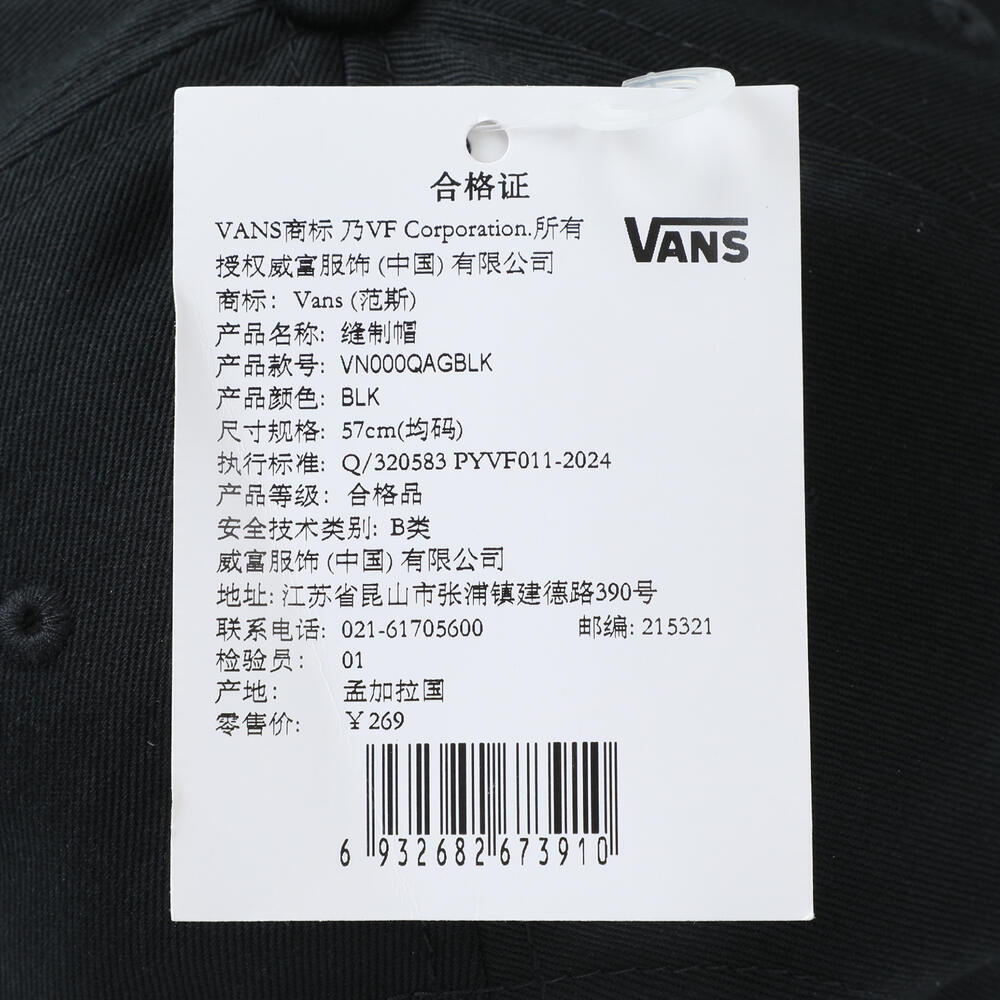 合格证
VANS商标 乃VF Corporation.所有
VANS
授权威富服饰 (中国) 有限公司
商标: Vans (范斯)
产品名称: 缝制帽
产品款号: VN000QAGBLK
产品颜色: BLK
尺寸规格: 57cm(均码)
执行标准: Q/320583 PYVF011-2024
产品等级: 合格品
安全技术类别: B类
威富服饰 (中国) 有限公司
地址: 江苏省昆山市张浦镇建德路390号
联系电话: 021-61705600 邮编: 215321
检验员: 01
产地: 孟加拉国
零售价: ￥269
6 932682 673910